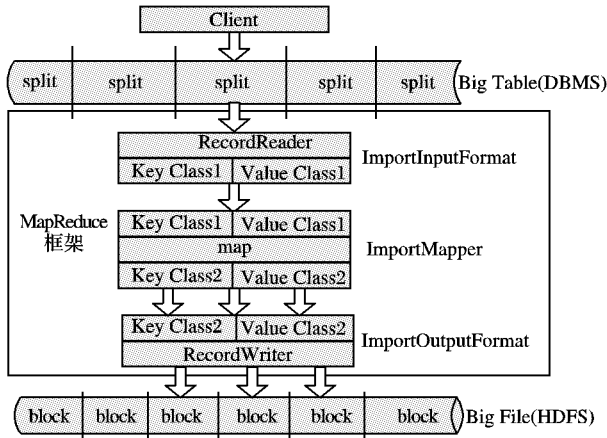 Client
split split split split split Big Table(DBMS)
RecordReader
ImportInputFormat
Key Class1 Value Class1
MapReduce
框架
Key Class1 Value Class1
map
ImportMapper
Key Class2 Value Class2
Key Class2 Value Class2
ImportOutputFormat
RecordWriter
block block block block block block Big File(HDFS)